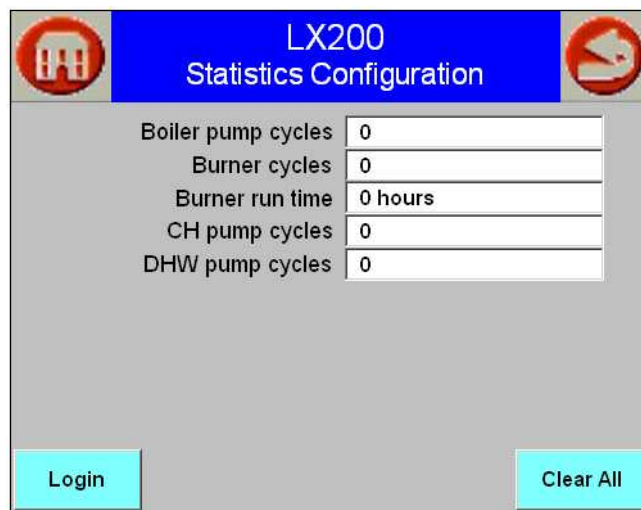 LX200
Statistics Configuration
Boiler pump cycles 0
Burner cycles 0
Burner run time 0 hours
CH pump cycles 0
DHW pump cycles 0
Login Clear All